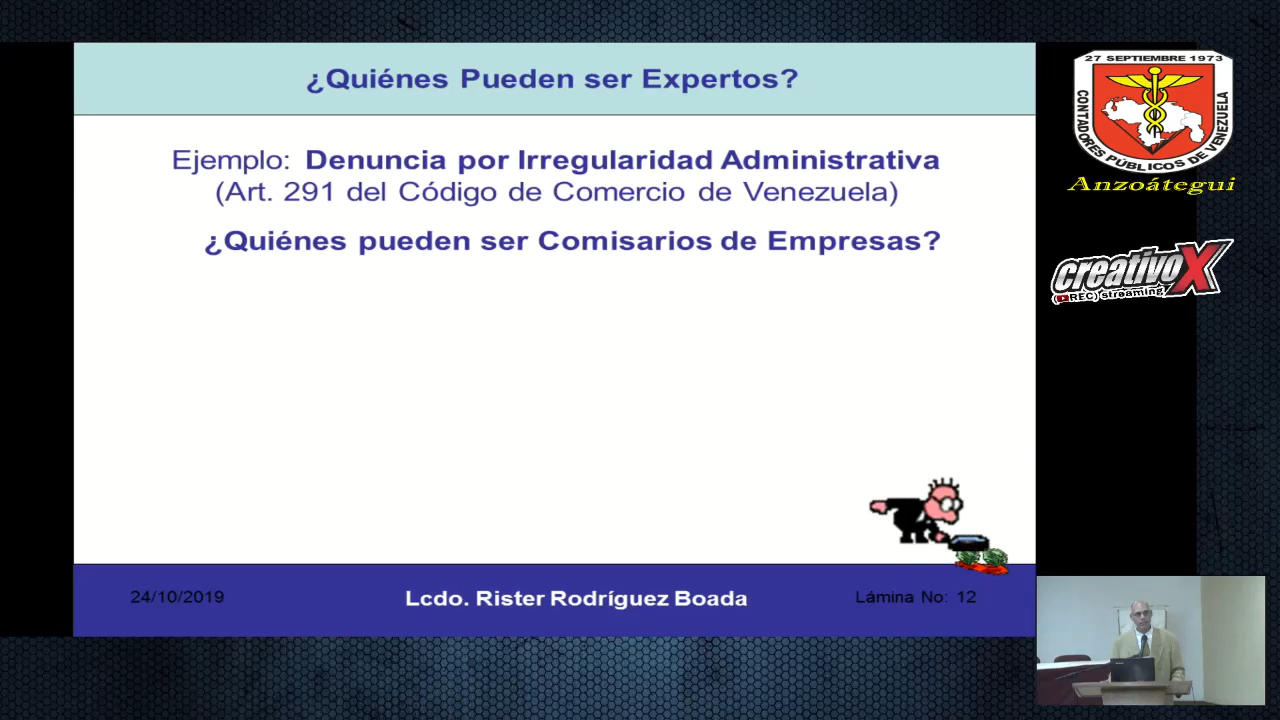 ¿Quiénes Pueden ser Expertos?
Ejemplo: Denuncia por Irregularidad Administrativa
(Art. 291 del Código de Comercio de Venezuela)
¿Quiénes pueden ser Comisarios de Empresas?
24/10/2019
Lcdo. Rister Rodríguez Boada
Lámina No: 12
27 SEPTIEMBRE 1973
CONTADORES PÚBLICOS DE VENEZUELA
Anzoátegui
creativoX
(REC) streaming